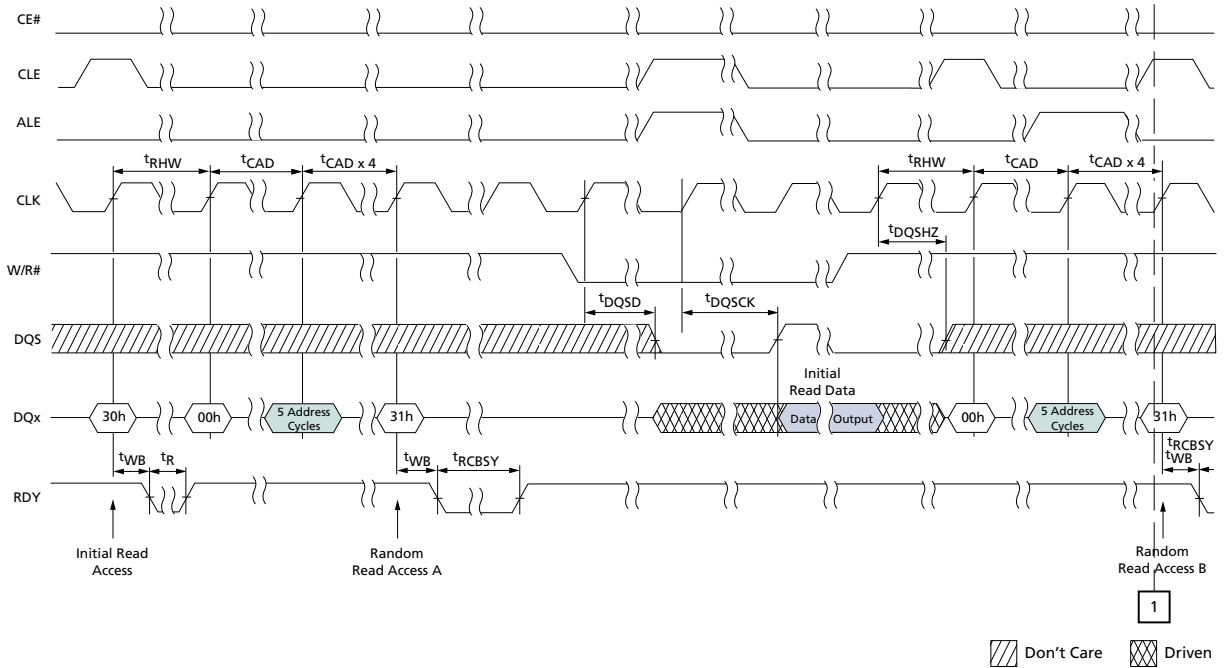 CE#
CLE
ALE
tRHW
tCAD
tCAD x 4
tRHW
tCAD
tCAD x 4
CLK
tDQSHZ
W/R#
tDQSD
tDQSCK
DQS
Initial
Read Data
DQx
30h
00h
5 Address
Cycles
31h
Data
Output
00h
5 Address
Cycles
31h
tWB
tR
tWB
tRCBSY
tRCBSY
tWB
RDY
Initial Read
Access
Random
Read Access A
Random
Read Access B
1
Don't Care
Driven